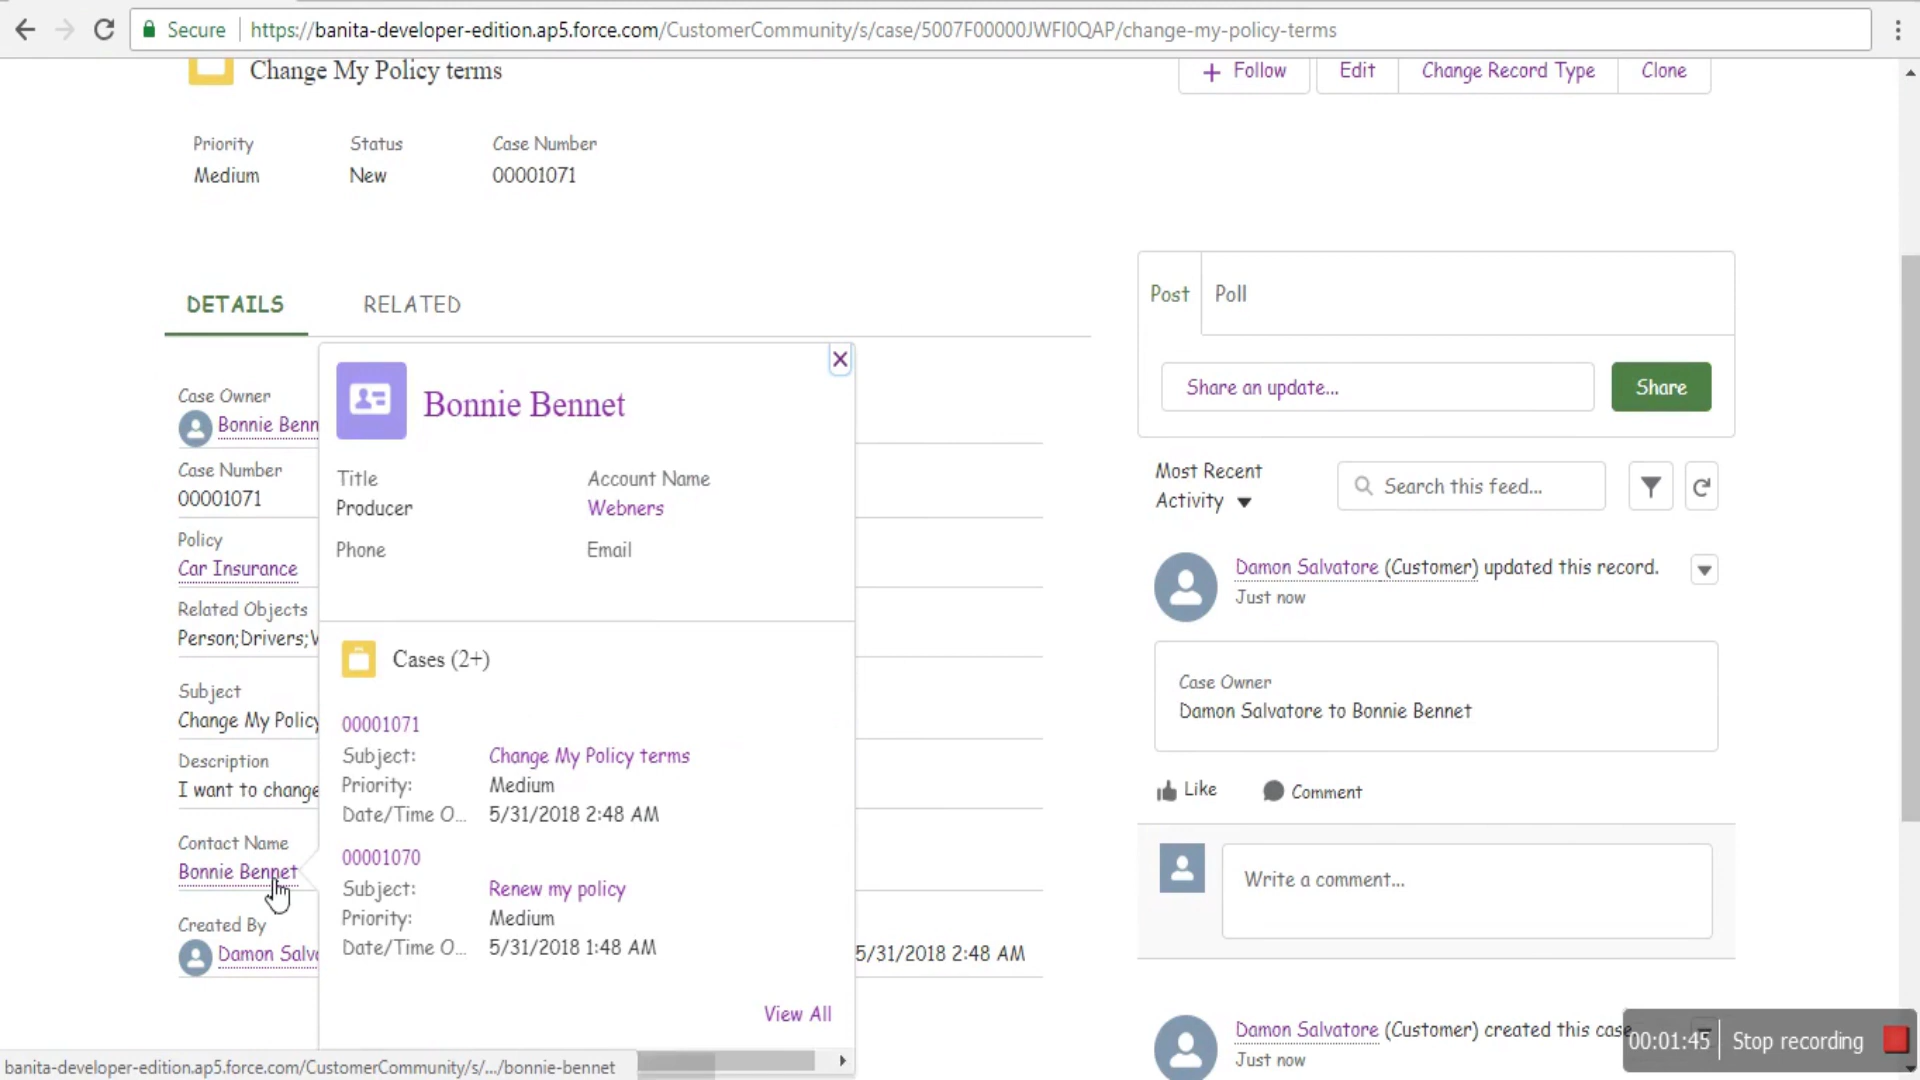 Secure
https://banita-developer-edition.ap5.force.com/CustomerCommunity/s/case/5007F00000JWFI0QAP/change-my-policy-terms
Change My Policy terms
+ Follow
Edit
Change Record Type
Clone
Priority
Status
Case Number
Medium
New
00001071
DETAILS
RELATED
Case Owner
Bonnie Benn
Case Number
00001071
Policy
Car Insurance
Related Objects
Person;Drivers;
Subject
Change My Policy
Description
I want to change
Contact Name
Bonnie Bennet
Created By
Damon Salv
5/31/2018 2:48 AM
Bonnie Bennet
Title
Account Name
Producer
Webners
Phone
Email
Cases (2+)
00001071
Subject: Change My Policy terms
Priority: Medium
Date/Time O... 5/31/2018 2:48 AM
00001070
Subject: Renew my policy
Priority: Medium
Date/Time O... 5/31/2018 1:48 AM
View All
Post
Poll
Share an update...
Share
Most Recent
Activity
Search this feed...
Damon Salvatore (Customer) updated this record.
Just now
Case Owner
Damon Salvatore to Bonnie Bennet
Like
Comment
Write a comment...
Damon Salvatore (Customer) created this case
Just now
00:01:45
Stop recording
banita-developer-edition.ap5.force.com/CustomerCommunity/s/.../bonnie-bennet